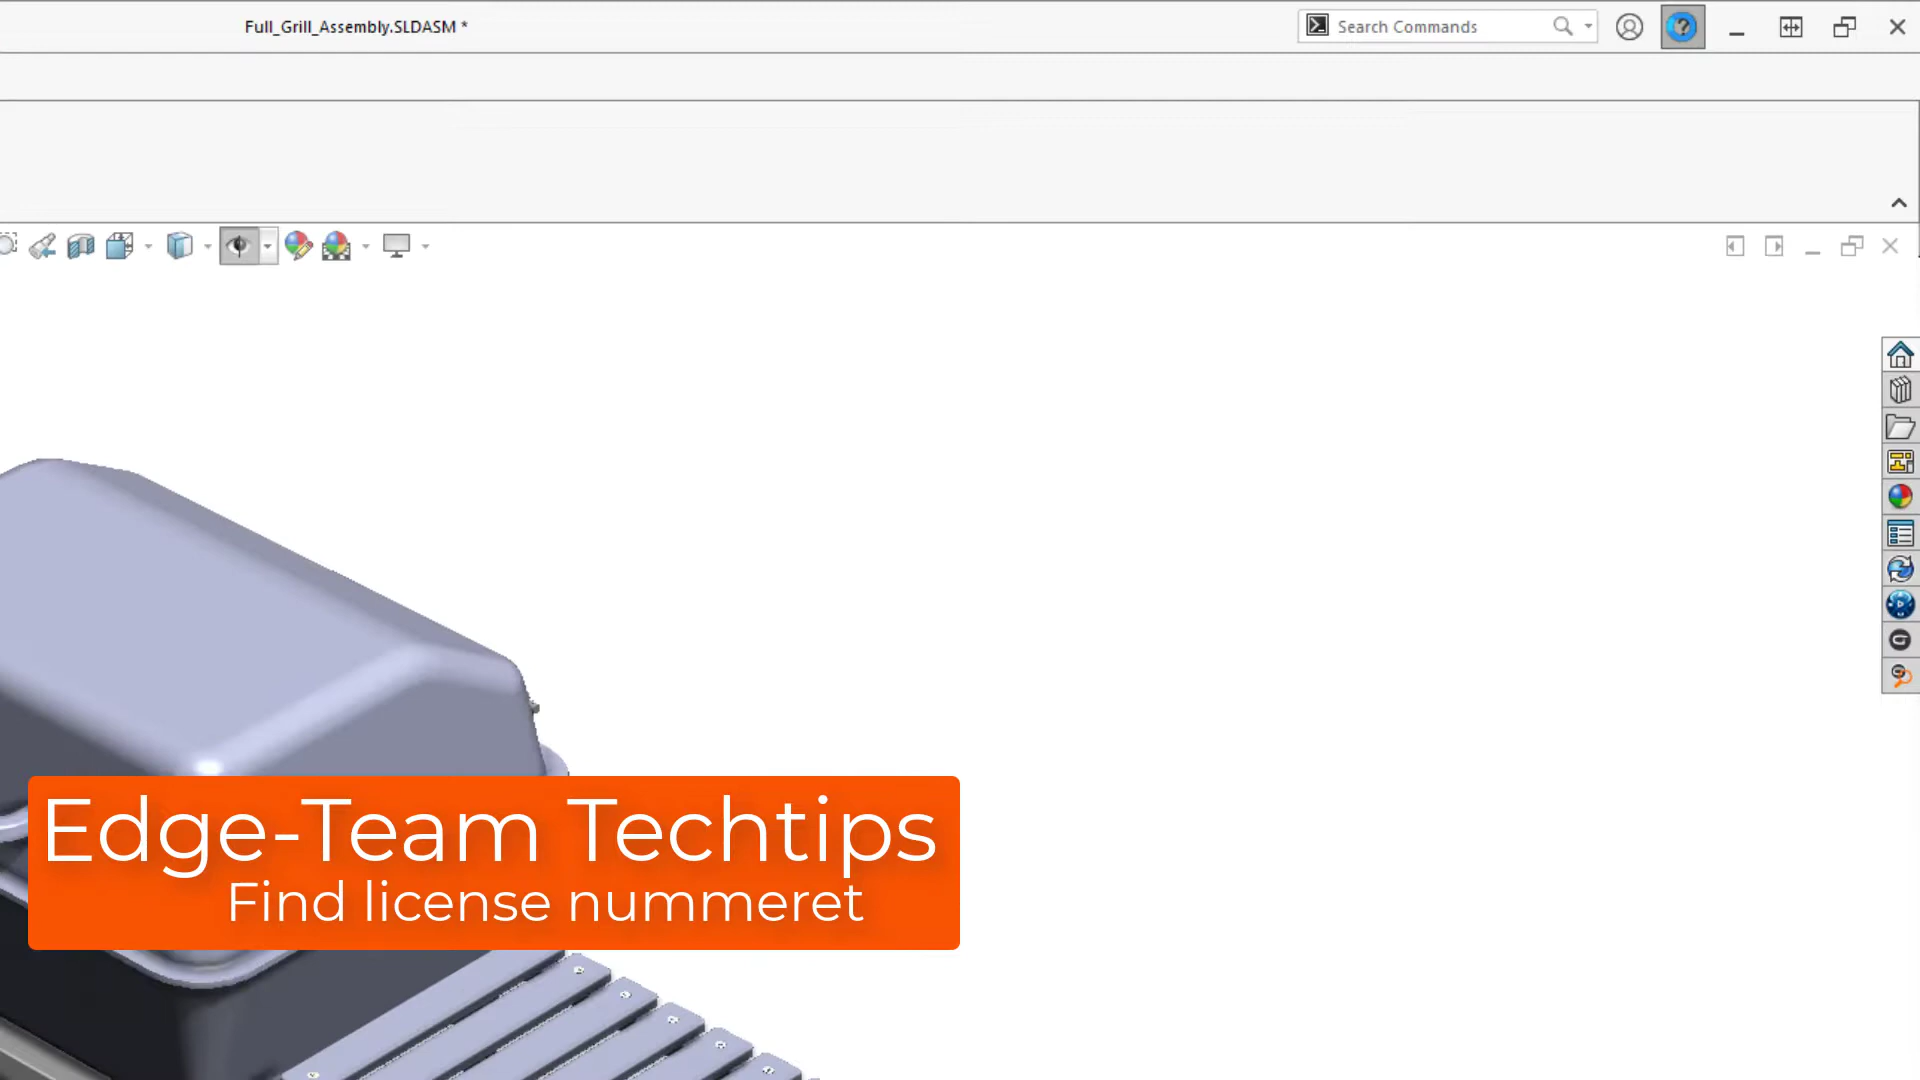 Full_Grill_Assembly.SLDASM *
Search Commands
Edge-Team Techtips
Find license nummeret